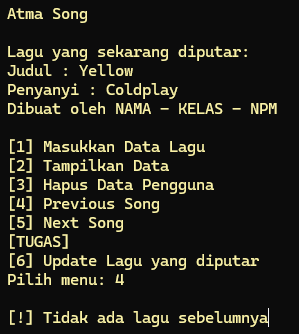 Atma Song
Lagu yang sekarang diputar:
Judul : Yellow
Penyanyi : Coldplay
Dibuat oleh NAMA - KELAS - NPM
[1] Masukkan Data Lagu
[2] Tampilkan Data
[3] Hapus Data Pengguna
[4] Previous Song
[5] Next Song
[TUGAS]
[6] Update Lagu yang diputar
Pilih menu: 4
[!] Tidak ada lagu sebelumnya